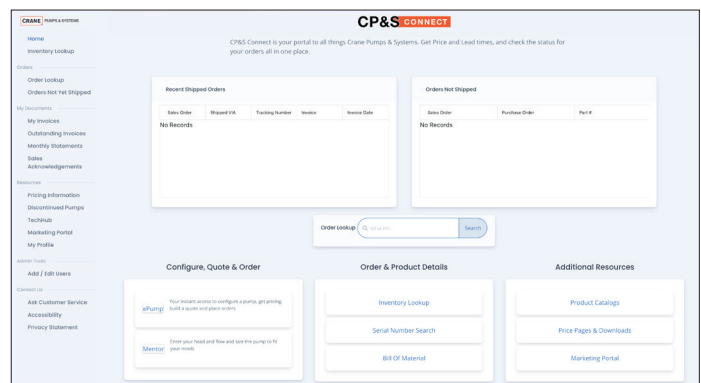 CRANE PUMPS & SYSTEMS
Home
Inventory Lookup
Orders
Order Lookup
Orders Not Yet Shipped
My Documents
My Invoices
Outstanding Invoices
Monthly Statements
Sales
Acknowledgements
Resources
Pricing Information
Discontinued Pumps
TechHub
Marketing Portal
My Profile
Admin Tools
Add / Edit Users
Contact Us
Ask Customer Service
Accessibility
Privacy Statement
CP&S CONNECT
CP&S Connect is your portal to all things Crane Pumps & Systems. Get Price and Lead times, and check the status for
your orders all in one place.
Recent Shipped Orders
Sales Order Shipped VIA Tracking Number Invoice Invoice Date
No Records
Orders Not Shipped
Sales Order Purchase Order Part #
No Records
Order Lookup Search
Configure, Quote & Order
ePump
Your instant access to configure a pump, get pricing,
build a quote and place orders
Mentor
Enter your head and flow and size the pump to fit
your needs
Order & Product Details
Inventory Lookup
Serial Number Search
Bill Of Material
Additional Resources
Product Catalogs
Price Pages & Downloads
Marketing Portal